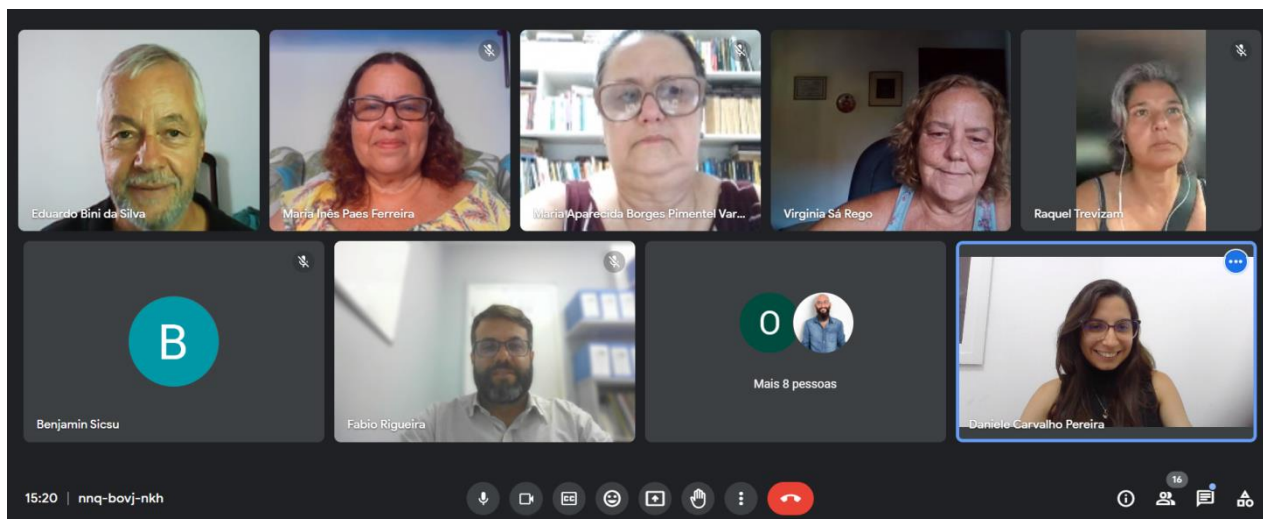 Eduardo Bini da Silva
Maria Inês Paes Ferreira
Maria Aparecida Borges Pimentel Var...
Virginia Sá Rego
Raquel Trevizam
B
Benjamin Sicsu
Fabio Rigueira
O
Mais 8 pessoas
Daniele Carvalho Pereira
15:20 | nnq-bovj-nkh
CC
16